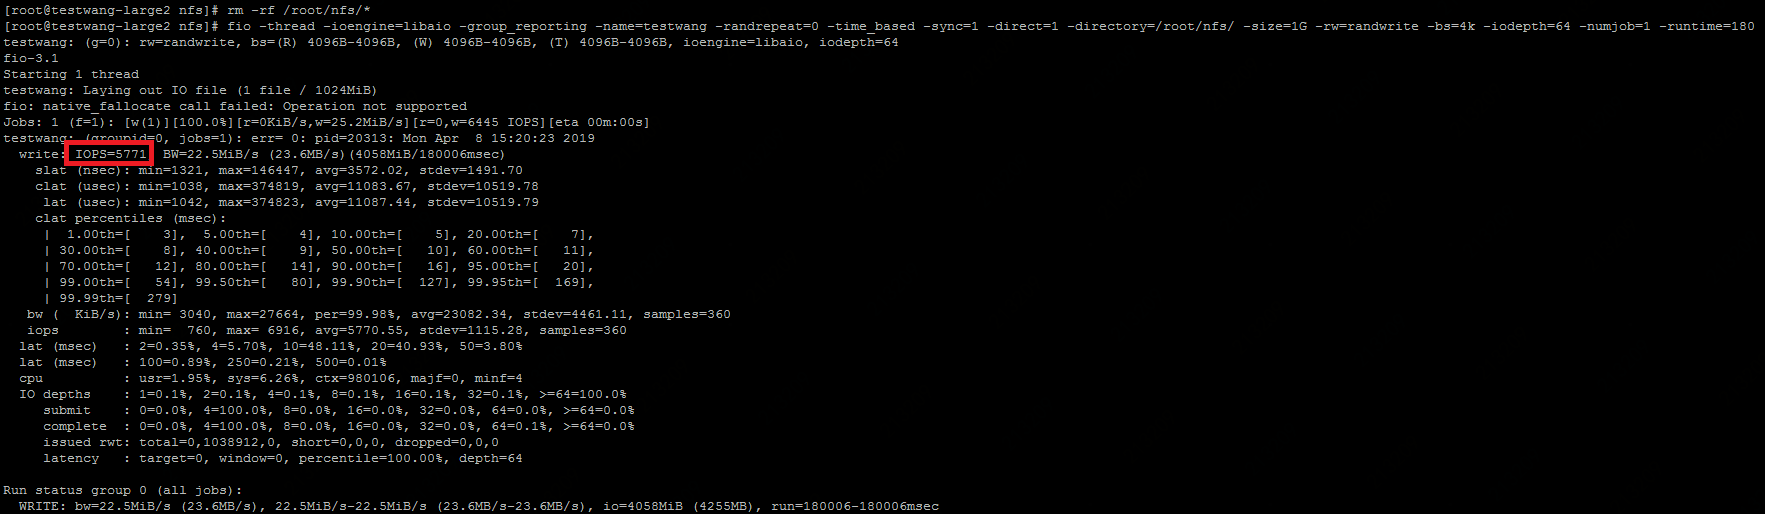 [root@testwang-large2 nfs]# rm -rf /root/nfs/*
[root@testwang-large2 nfs]# fio -thread -ioengine=libaio -group_reporting -name=testwang -randrepeat=0 -time_based -sync=1 -direct=1 -directory=/root/nfs/ -size=1G -rw=randwrite -bs=4k -iodepth=64 -numjob=1 -runtime=180
testwang: (g=0): rw=randwrite, bs=(R) 4096B-4096B, (W) 4096B-4096B, (T) 4096B-4096B, ioengine=libaio, iodepth=64
fio-3.1
Starting 1 thread
testwang: Laying out IO file (1 file / 1024MiB)
fio: native_fallocate call failed: Operation not supported
Jobs: 1 (f=1): [w(1)][100.0%][r=0KiB/s,w=25.2MiB/s][r=0,w=6445 IOPS][eta 00m:00s]
testwang: (groupid=0, jobs=1): err= 0: pid=20313: Mon Apr  8 15:20:23 2019
  write: IOPS=5771, BW=22.5MiB/s (23.6MB/s)(4058MiB/180006msec)
    slat (nsec): min=1321, max=146447, avg=3572.02, stdev=1491.70
    clat (usec): min=1038, max=374819, avg=11083.67, stdev=10519.78
     lat (usec): min=1042, max=374823, avg=11087.44, stdev=10519.79
    clat percentiles (msec):
     |  1.00th=[    3],  5.00th=[    4], 10.00th=[    5], 20.00th=[    7],
     | 30.00th=[    8], 40.00th=[    9], 50.00th=[   10], 60.00th=[   11],
     | 70.00th=[   12], 80.00th=[   14], 90.00th=[   16], 95.00th=[   20],
     | 99.00th=[   54], 99.50th=[   80], 99.90th=[  127], 99.95th=[  169],
     | 99.99th=[  279]
   bw (  KiB/s): min= 3040, max=27664, per=99.98%, avg=23082.34, stdev=4461.11, samples=360
   iops        : min=  760, max= 6916, avg=5770.55, stdev=1115.28, samples=360
  lat (msec)   : 2=0.35%, 4=5.70%, 10=48.11%, 20=40.93%, 50=3.80%
  lat (msec)   : 100=0.89%, 250=0.21%, 500=0.01%
  cpu          : usr=1.95%, sys=6.26%, ctx=980106, majf=0, minf=4
  IO depths    : 1=0.1%, 2=0.1%, 4=0.1%, 8=0.1%, 16=0.1%, 32=0.1%, >=64=100.0%
     submit    : 0=0.0%, 4=100.0%, 8=0.0%, 16=0.0%, 32=0.0%, 64=0.0%, >=64=0.0%
     complete  : 0=0.0%, 4=100.0%, 8=0.0%, 16=0.0%, 32=0.0%, 64=0.1%, >=64=0.0%
     issued rwt: total=0,1038912,0, short=0,0,0, dropped=0,0,0
     latency   : target=0, window=0, percentile=100.00%, depth=64

Run status group 0 (all jobs):
  WRITE: bw=22.5MiB/s (23.6MB/s), 22.5MiB/s-22.5MiB/s (23.6MB/s-23.6MB/s), io=4058MiB (4255MB), run=180006-180006msec